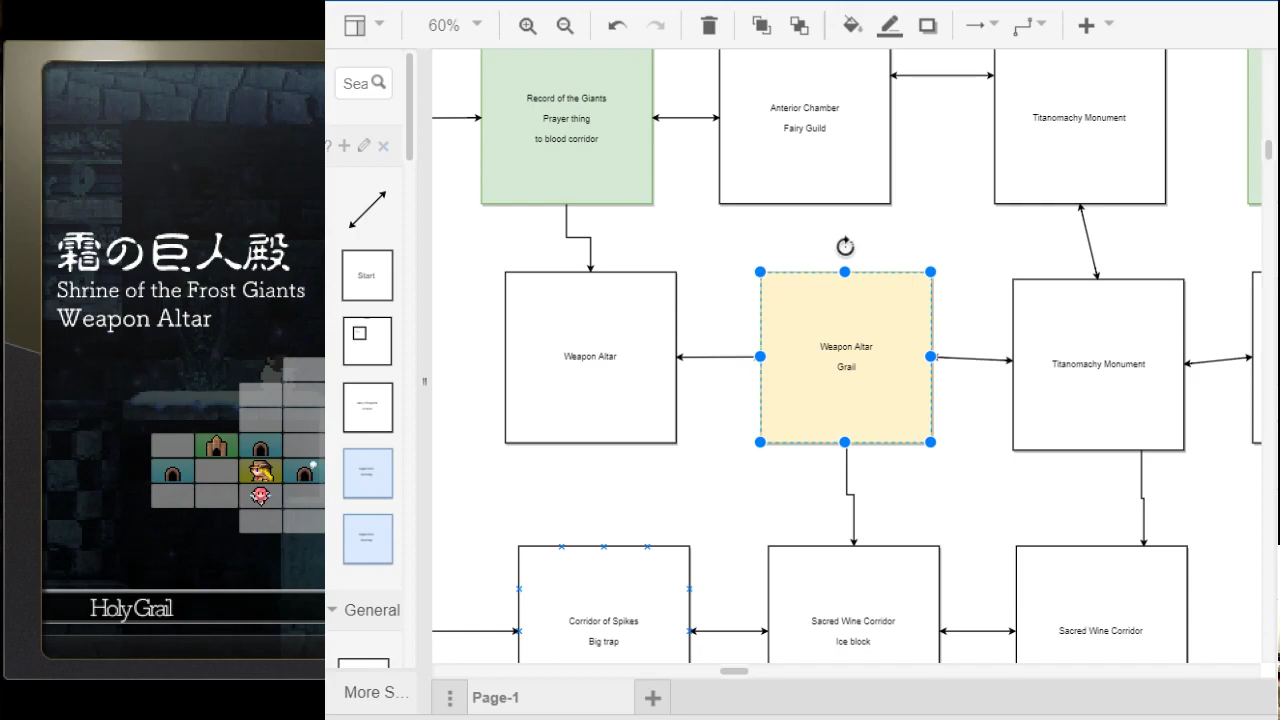 霜の巨人殿
Shrine of the Frost Giants
Weapon Altar
Holy Grail
60%
Sea
?
Start
General
More S...
Record of the Giants
Prayer thing
to blood corridor
Anterior Chamber
Fairy Guild
Titanomachy Monument
Weapon Altar
Weapon Altar
Grail
Titanomachy Monument
Corridor of Spikes
Big trap
Sacred Wine Corridor
Ice block
Sacred Wine Corridor
Page-1